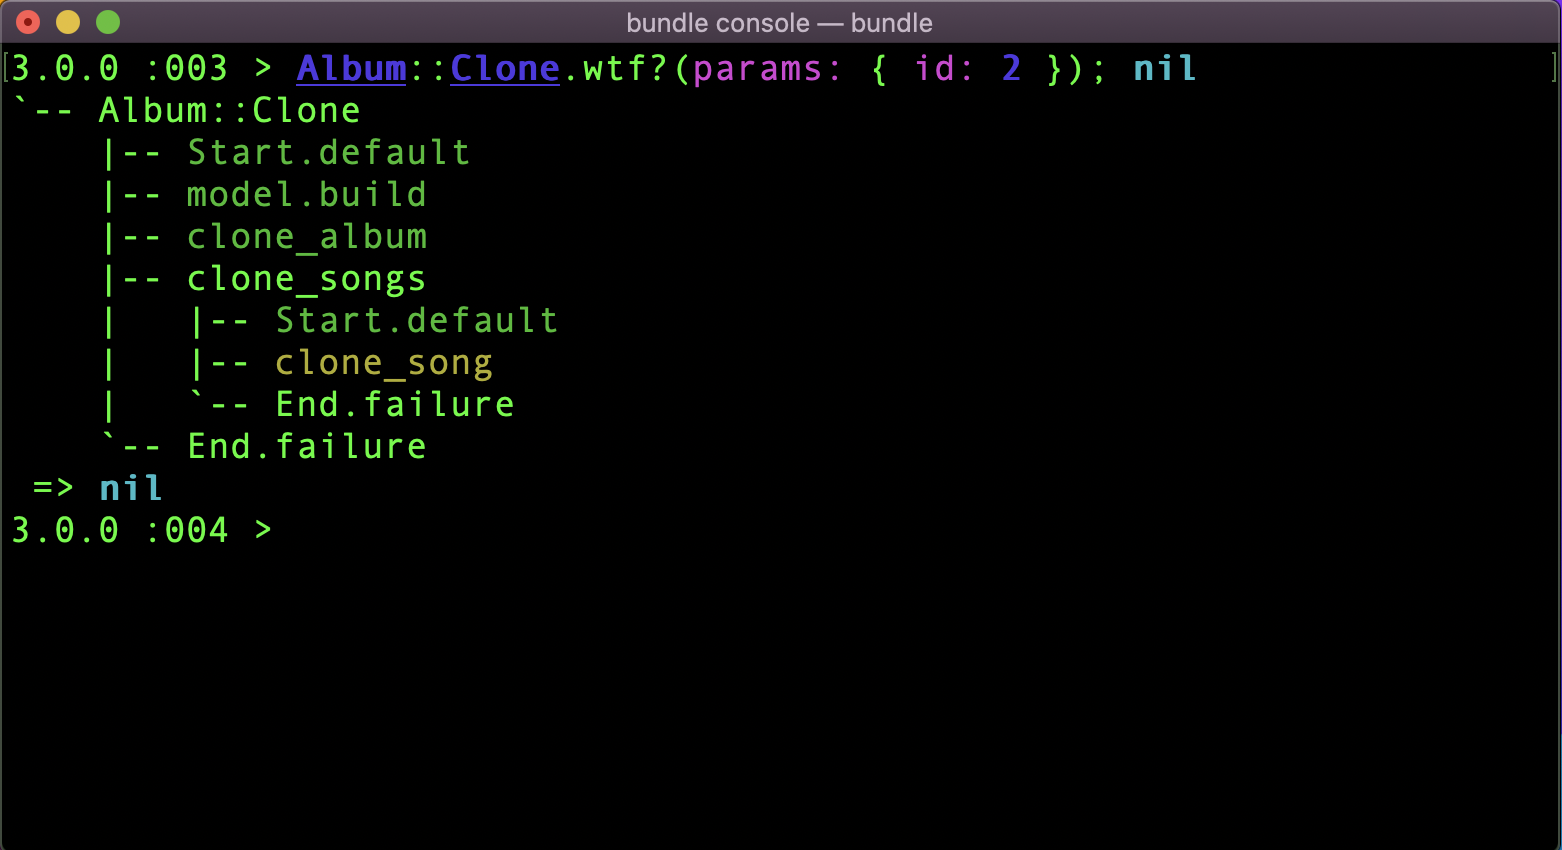 bundle console — bundle
3.0.0 :003 > Album::Clone.wtf?(params: { id: 2 }); nil
`-- Album::Clone
    |-- Start.default
    |-- model.build
    |-- clone_album
    |-- clone_songs
    |   |-- Start.default
    |   |-- clone_song
    |   `-- End.failure
    `-- End.failure
 => nil
3.0.0 :004 >